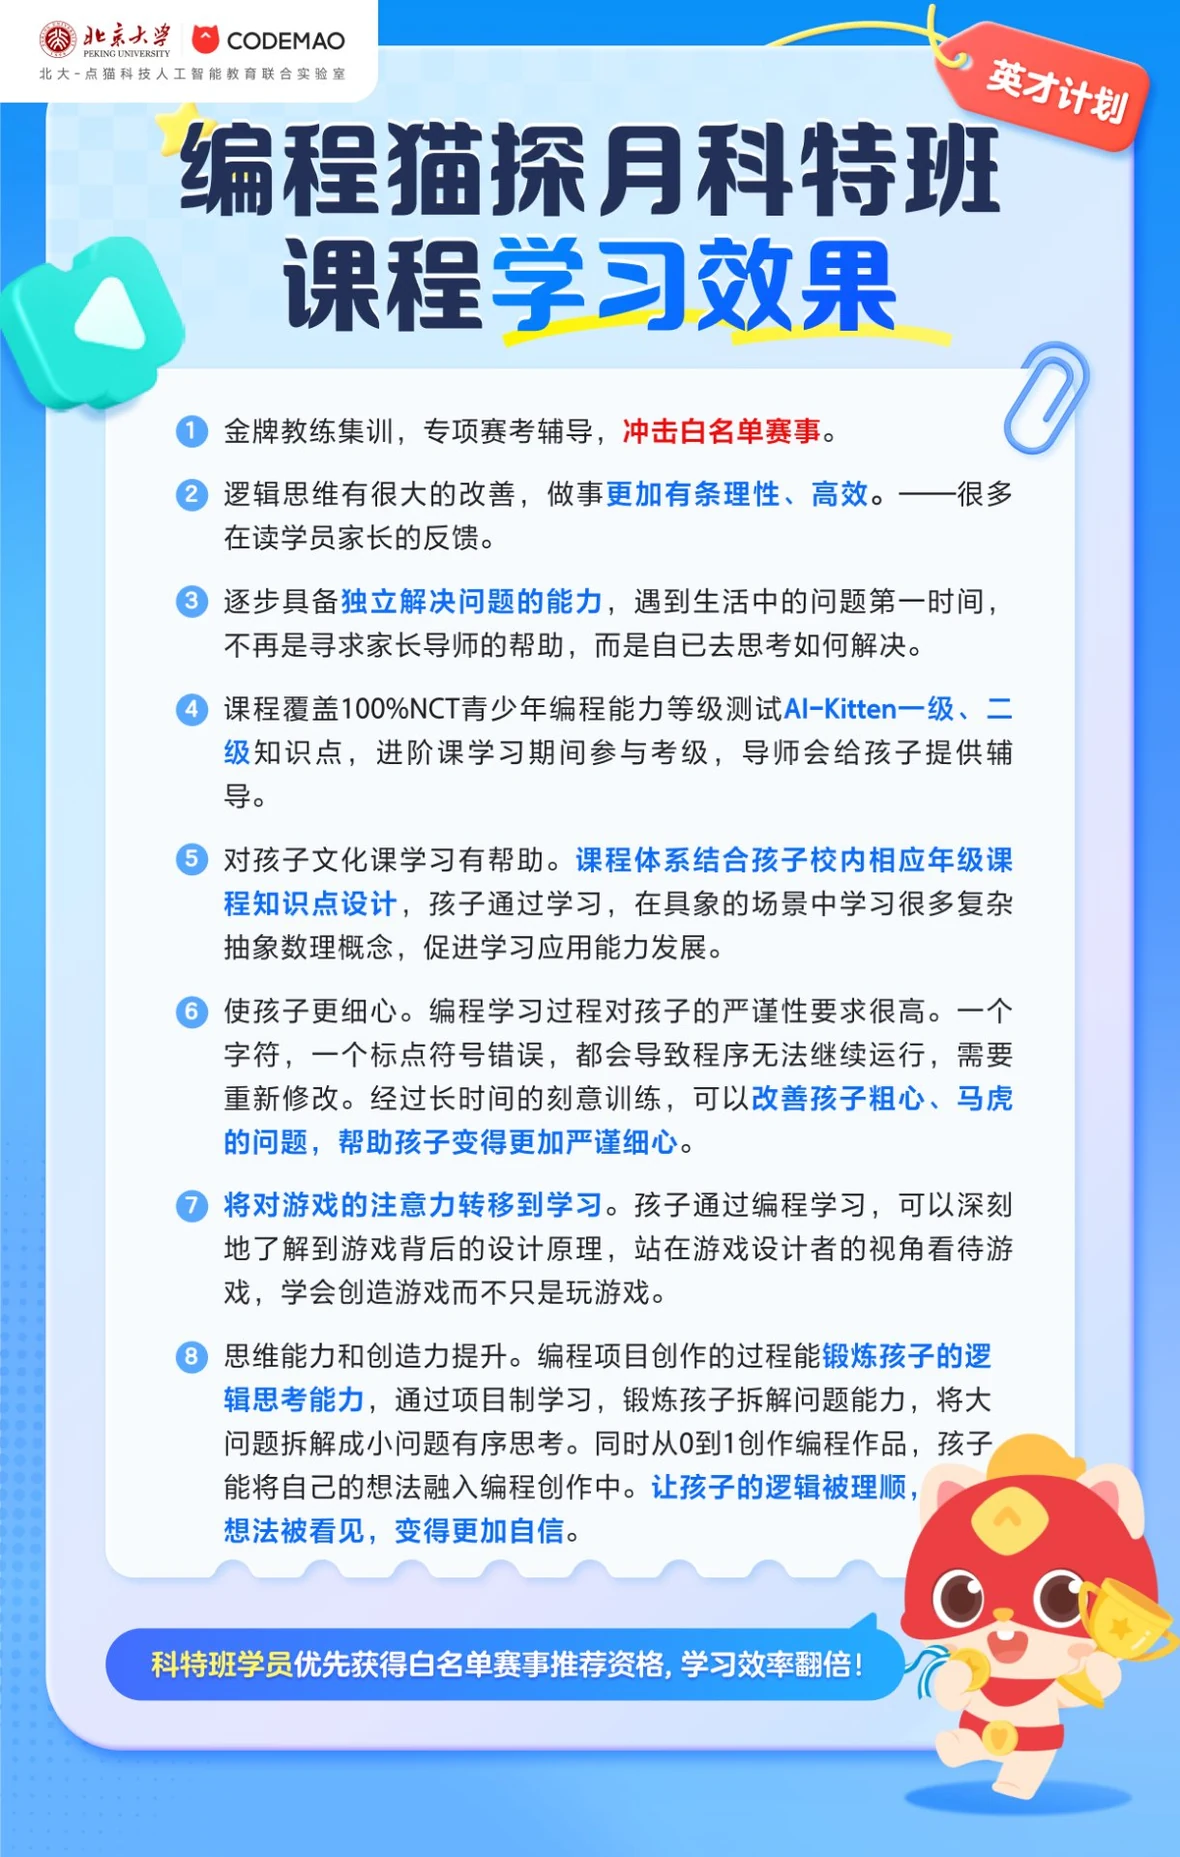 北京大学
PEKING UNIVERSITY
CODEMAO
北大-点猫科技人工智能教育联合实验室
英才计划
编程猫探月科特班
课程学习效果
1 金牌教练集训，专项赛考辅导，冲击白名单赛事。
2 逻辑思维有很大的改善，做事更加有条理性、高效。——很多
在读学员家长的反馈。
3 逐步具备独立解决问题的能力，遇到生活中的问题第一时间，
不再是寻求家长导师的帮助，而是自已去思考如何解决。
4 课程覆盖100%NCT青少年编程能力等级测试AI-Kitten一级、二
级知识点，进阶课学习期间参与考级，导师会给孩子提供辅
导。
5 对孩子文化课学习有帮助。课程体系结合孩子校内相应年级课
程知识点设计，孩子通过学习，在具象的场景中学习很多复杂
抽象数理概念，促进学习应用能力发展。
6 使孩子更细心。编程学习过程对孩子的严谨性要求很高。一个
字符，一个标点符号错误，都会导致程序无法继续运行，需要
重新修改。经过长时间的刻意训练，可以改善孩子粗心、马虎
的问题，帮助孩子变得更加严谨细心。
7 将对游戏的注意力转移到学习。孩子通过编程学习，可以深刻
地了解到游戏背后的设计原理，站在游戏设计者的视角看待游
戏，学会创造游戏而不只是玩游戏。
8 思维能力和创造力提升。编程项目创作的过程能锻炼孩子的逻
辑思考能力，通过项目制学习，锻炼孩子拆解问题能力，将大
问题拆解成小问题有序思考。同时从0到1创作编程作品，孩子
能将自己的想法融入编程创作中。让孩子的逻辑被理顺，
想法被看见，变得更加自信。
科特班学员优先获得白名单赛事推荐资格，学习效率翻倍！